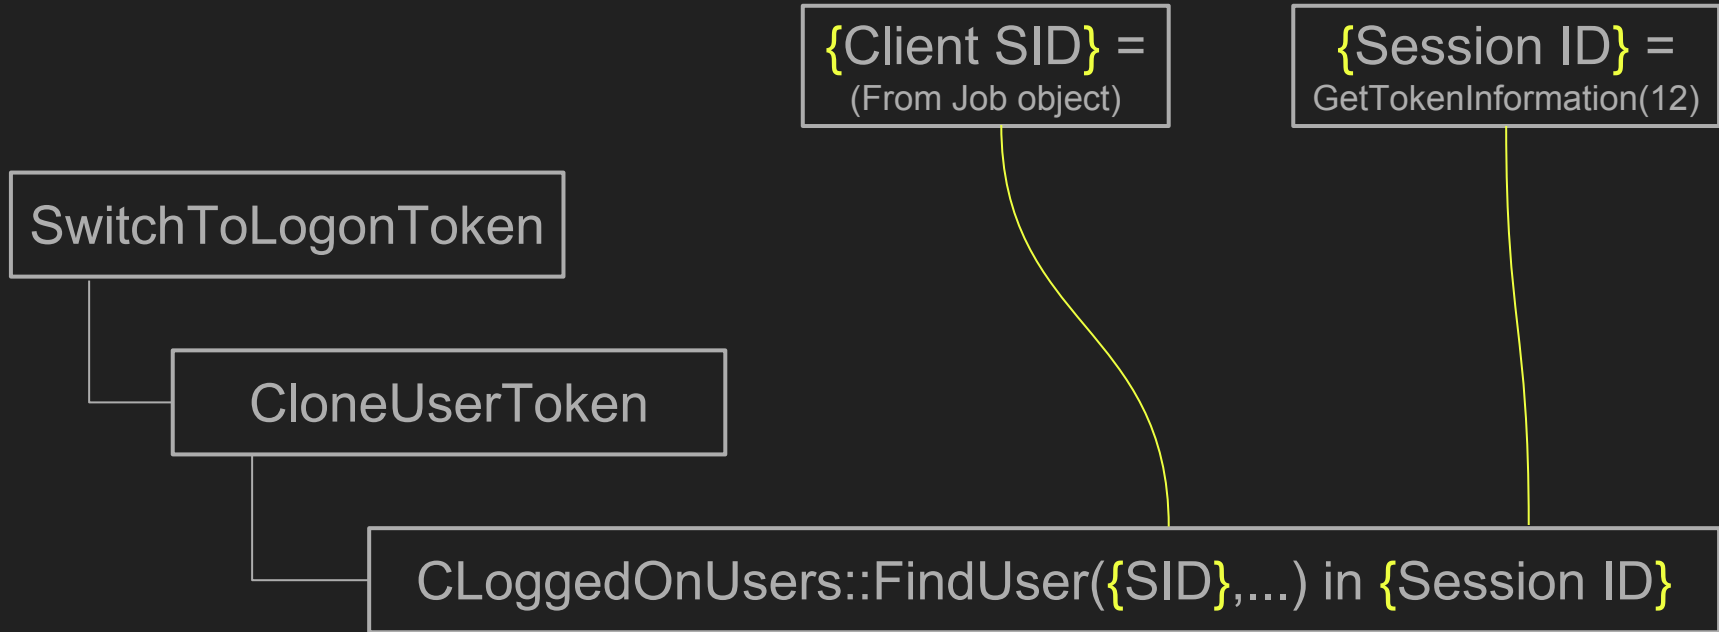 {Client SID} =
(From Job object)
{Session ID} =
GetTokenInformation(12)
SwitchToLogonToken
CloneUserToken
CLoggedOnUsers::FindUser({SID},...) in {Session ID}